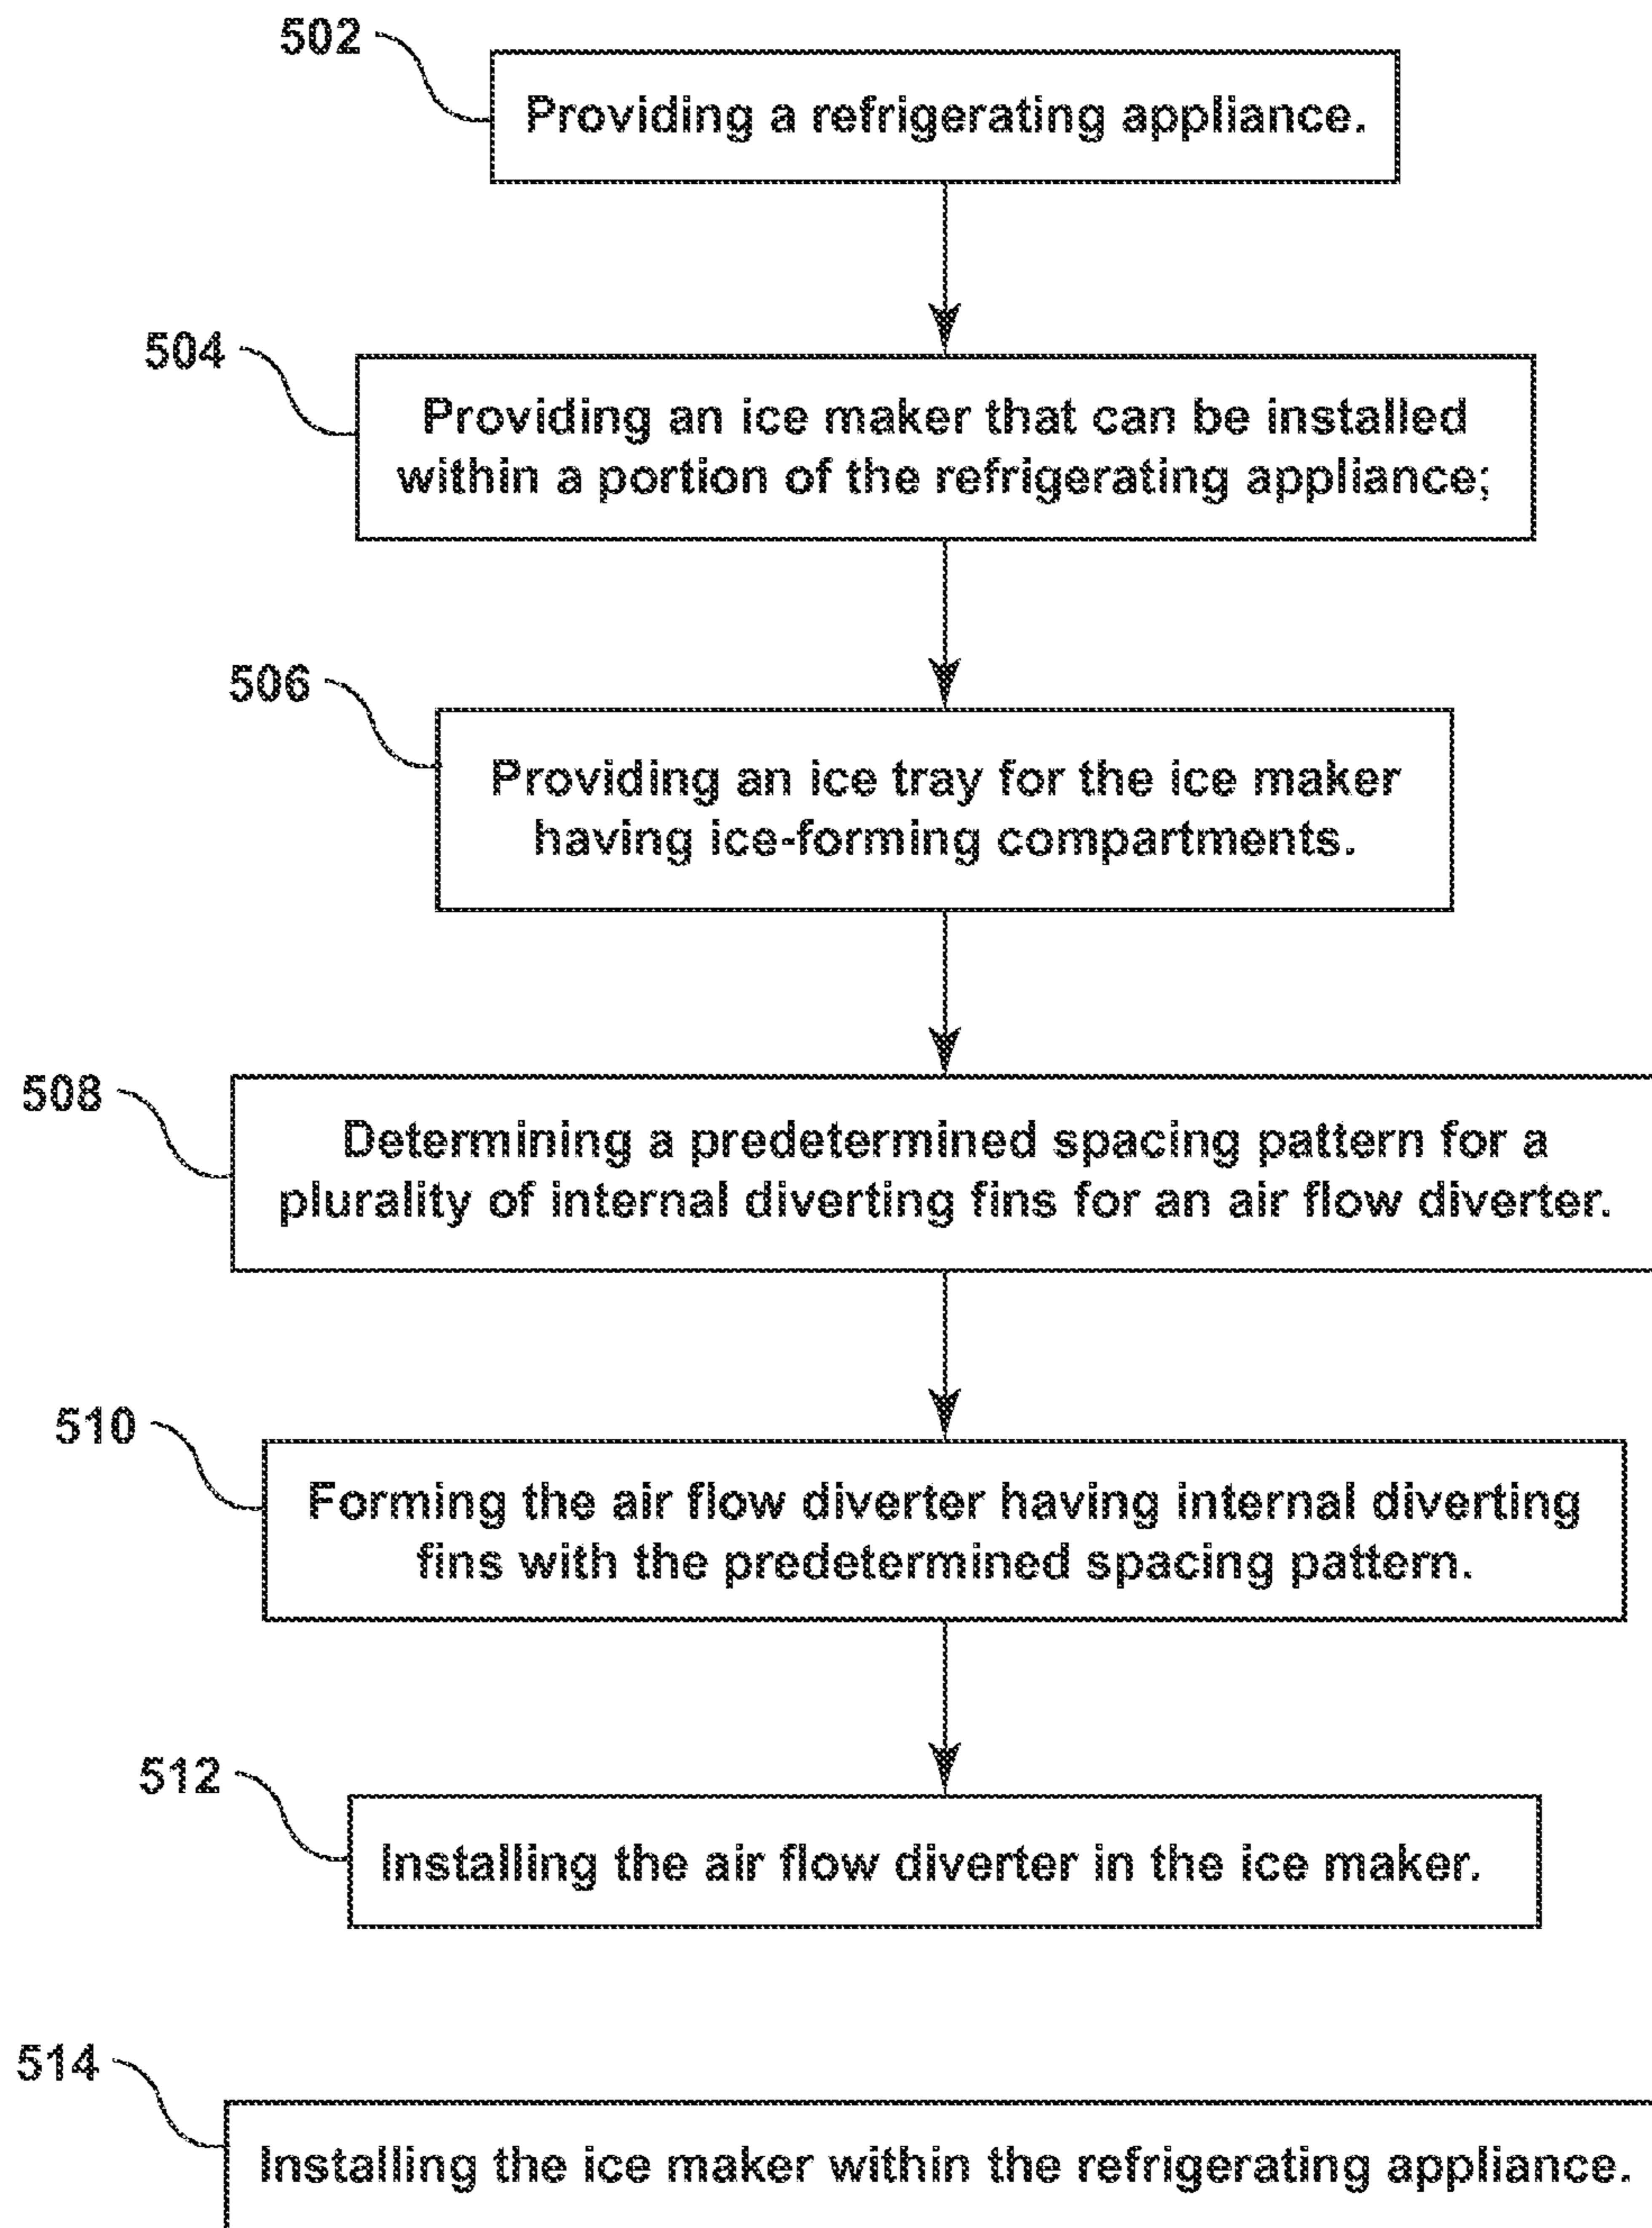 502
Providing a refrigerating appliance.
504
Providing an ice maker that can be installed
within a portion of the refrigerating appliance;
506
Providing an ice tray for the ice maker
having ice-forming compartments.
508
Determining a predetermined spacing pattern for a
plurality of internal diverting fins for an air flow diverter.
510
Forming the air flow diverter having internal diverting
fins with the predetermined spacing pattern.
512
Installing the air flow diverter in the ice maker.
514
Installing the ice maker within the refrigerating appliance.